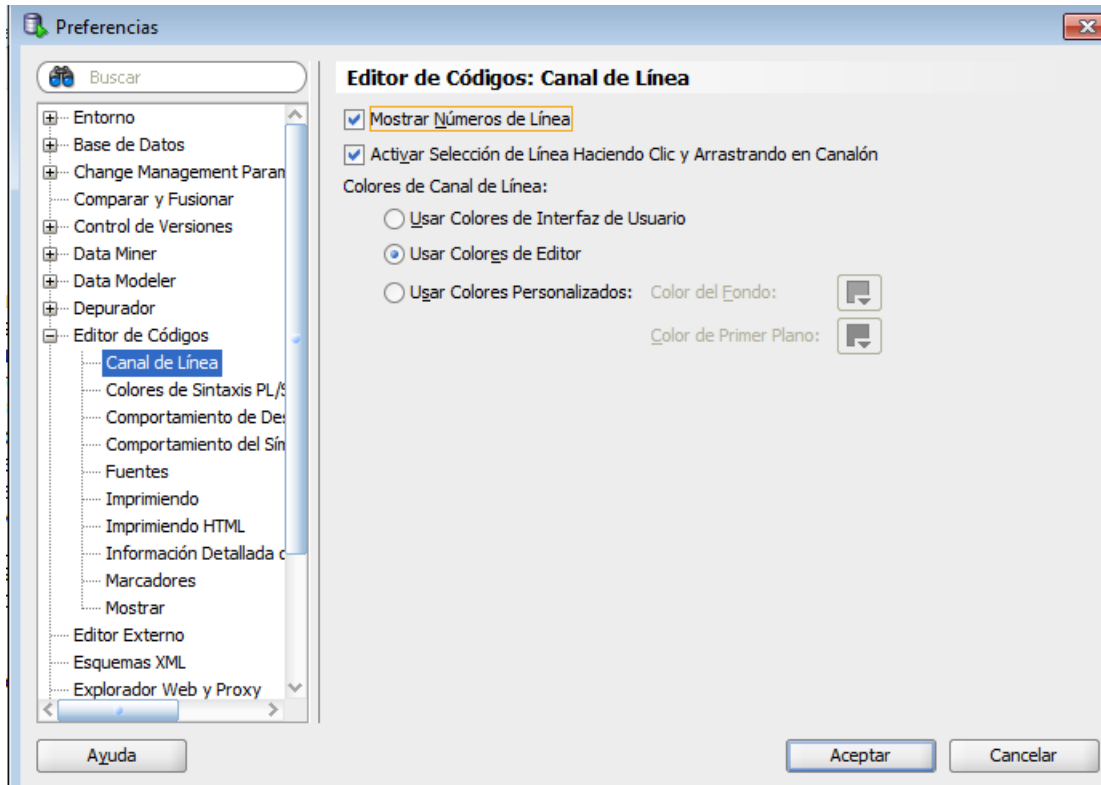 Preferencias
Buscar
Entorno
Base de Datos
Change Management Param
Comparar y Fusionar
Control de Versiones
Data Miner
Data Modeler
Depurador
Editor de Códigos
Canal de Línea
Colores de Sintaxis PL/S
Comportamiento de Des
Comportamiento del Sím
Fuentes
Imprimiendo
Imprimiendo HTML
Información Detallada d
Marcadores
Mostrar
Editor Externo
Esquemas XML
Explorador Web y Proxy
Editor de Códigos: Canal de Línea
Mostrar Números de Línea
Activar Selección de Línea Haciendo Clic y Arrastrando en Canalón
Colores de Canal de Línea:
Usar Colores de Interfaz de Usuario
Usar Colores de Editor
Usar Colores Personalizados: Color del Fondo:
Color de Primer Plano:
Ayuda
Aceptar
Cancelar